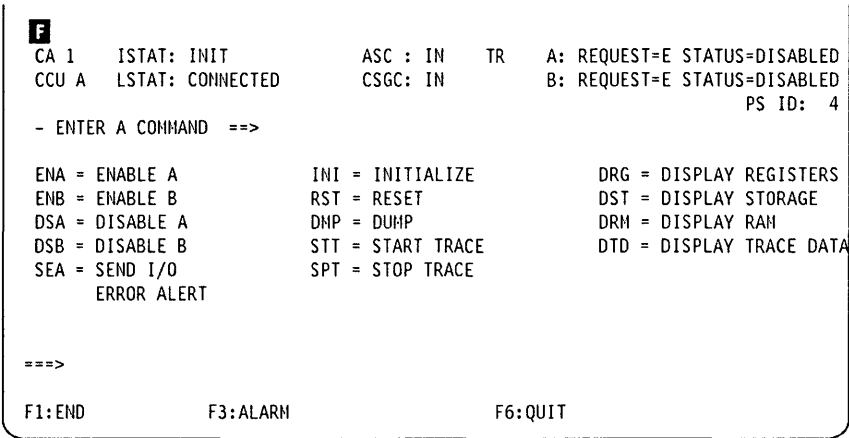 F
CA 1 ISTAT: INIT ASC : IN TR A: REQUEST=E STATUS=DISABLED
CCU A LSTAT: CONNECTED CSGC: IN B: REQUEST=E STATUS=DISABLED
PS ID: 4
- ENTER A COMMAND ==>
ENA = ENABLE A INI = INITIALIZE DRG = DISPLAY REGISTERS
ENB = ENABLE B RST = RESET DST = DISPLAY STORAGE
DSA = DISABLE A DMP = DUMP DRM = DISPLAY RAM
DSB = DISABLE B STT = START TRACE DTD = DISPLAY TRACE DATA
SEA = SEND I/O SPT = STOP TRACE
ERROR ALERT
===>
F1:END F3:ALARM F6:QUIT